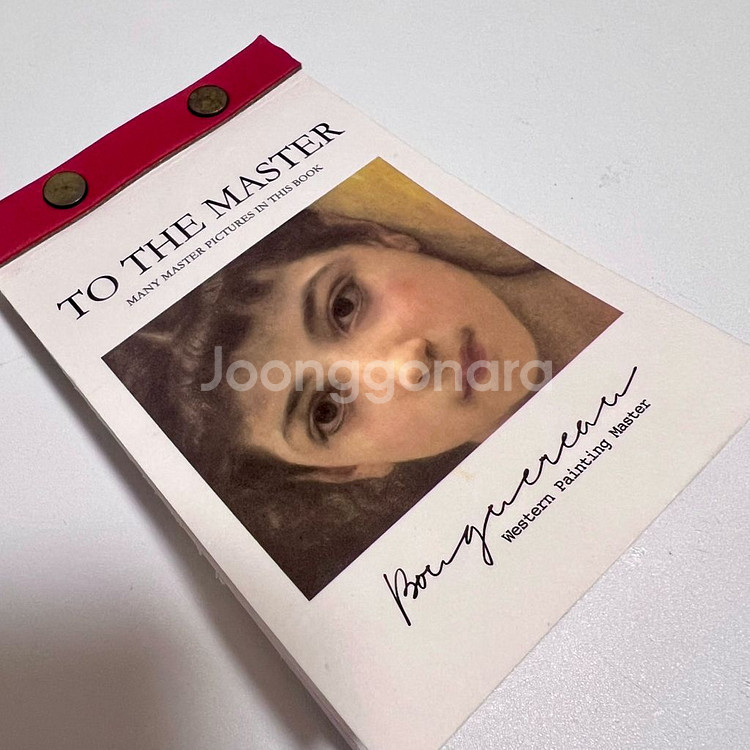 TO THE MASTER
MANY MASTER PICTURES IN THIS BOOK
Joonggonara
Bouguereau
Western Painting Master